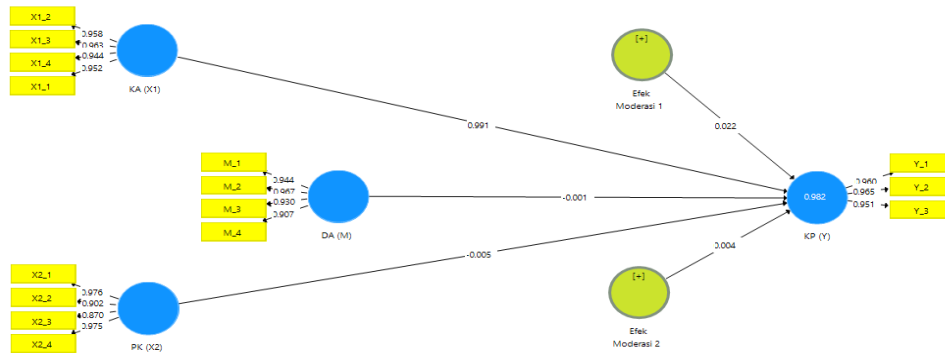 X1_2
X1_3
X1_4
X1_1
0.958
0.963
0.944
0.952
KA (X1)
[+]
Efek
Moderasi 1
0.022
0.991
M_1
M_2
M_3
M_4
0.944
0.967
0.930
0.907
DA (M)
-0.001
0.982
KP (Y)
0.960
0.965
0.951
Y_1
Y_2
Y_3
-0.005
0.004
X2_1
X2_2
X2_3
X2_4
0.976
0.902
0.870
0.975
PK (X2)
[+]
Efek
Moderasi 2